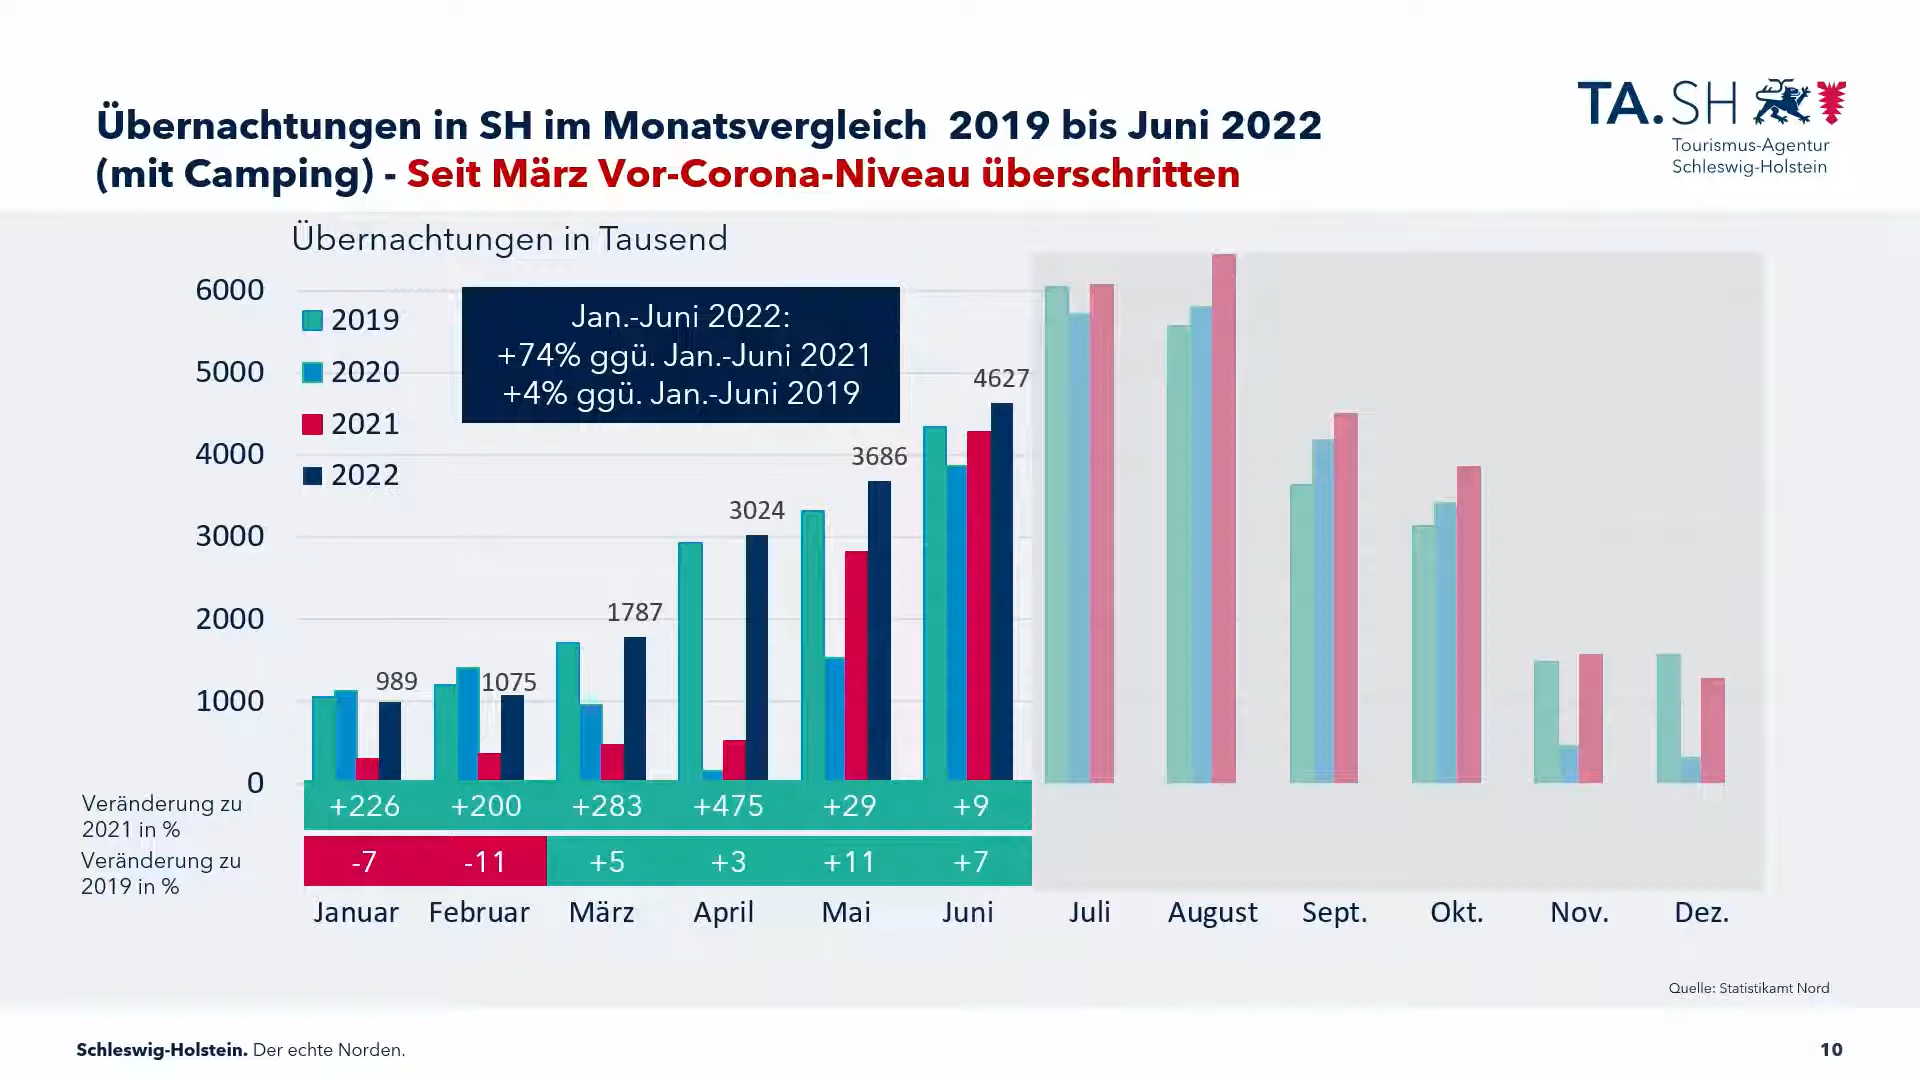 Übernachtungen in SH im Monatsvergleich  2019 bis Juni 2022
(mit Camping) - Seit März Vor-Corona-Niveau überschritten
TA.SH
Tourismus-Agentur
Schleswig-Holstein
Übernachtungen in Tausend
6000
5000
4000
3000
2000
1000
0
2019
2020
2021
2022
Jan.-Juni 2022:
+74% ggü. Jan.-Juni 2021
+4% ggü. Jan.-Juni 2019
989
1075
1787
3024
3686
4627
Veränderung zu
2021 in %
+226 +200 +283 +475 +29 +9
Veränderung zu
2019 in %
-7 -11 +5 +3 +11 +7
Januar Februar März April Mai Juni Juli August Sept. Okt. Nov. Dez.
Quelle: Statistikamt Nord
Schleswig-Holstein. Der echte Norden.
10